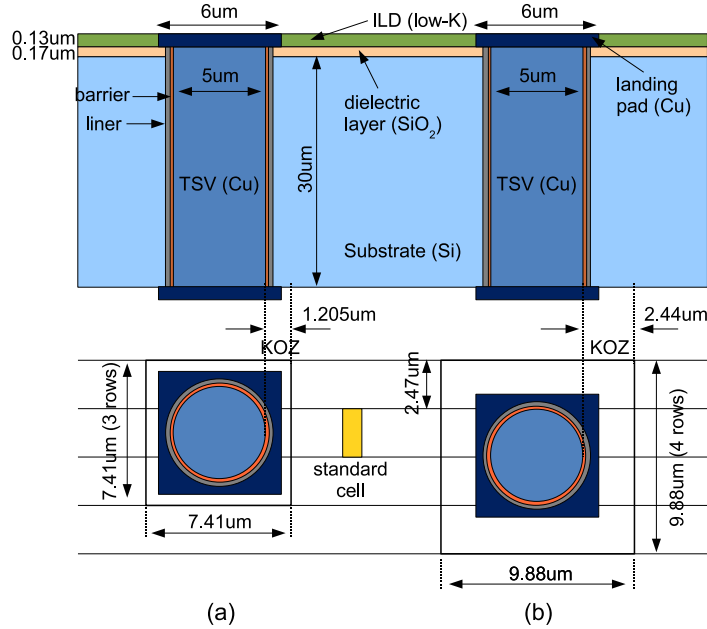 6um
ILD (low-K)
6um
0.13um
0.17um
5um
5um
barrier
liner
dielectric
layer (SiO2)
landing
pad (Cu)
30um
TSV (Cu)
TSV (Cu)
Substrate (Si)
1.205um
2.44um
KOZ
KOZ
2.47um
7.41um (3 rows)
9.88um (4 rows)
standard
cell
7.41um
9.88um
(a)
(b)